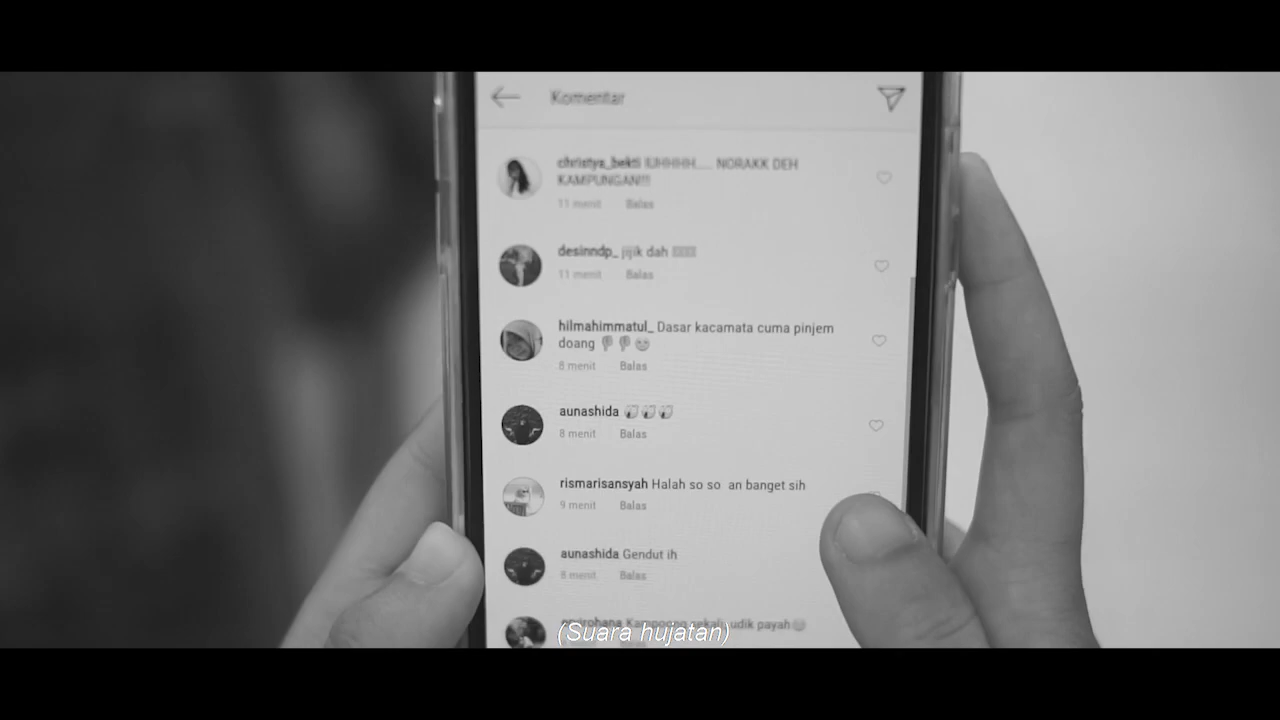 Komentar
christya_bekti IUHHHH..... NORAKK DEH
KAMPUNGAN!!!
11 menit Balas
desinndp_ jijik dah
11 menit Balas
hilmahimmatul_ Dasar kacamata cuma pinjem
doang 👎👎😁
8 menit Balas
aunashida
8 menit Balas
rismarisansyah Halah so so an banget sih
9 menit Balas
aunashida Gendut ih
8 menit Balas
Kampoong sekali udik payah
(Suara hujatan)